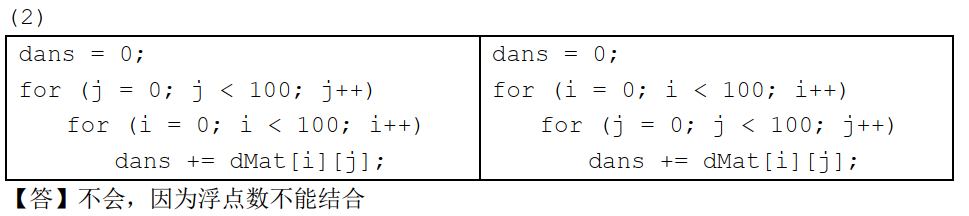 (2)
dans = 0;
for (j = 0; j < 100; j++)
for (i = 0; i < 100; i++)
dans += dMat[i][j];
dans = 0;
for (i = 0; i < 100; i++)
for (j = 0; j < 100; j++)
dans += dMat[i][j];
【答】不会，因为浮点数不能结合